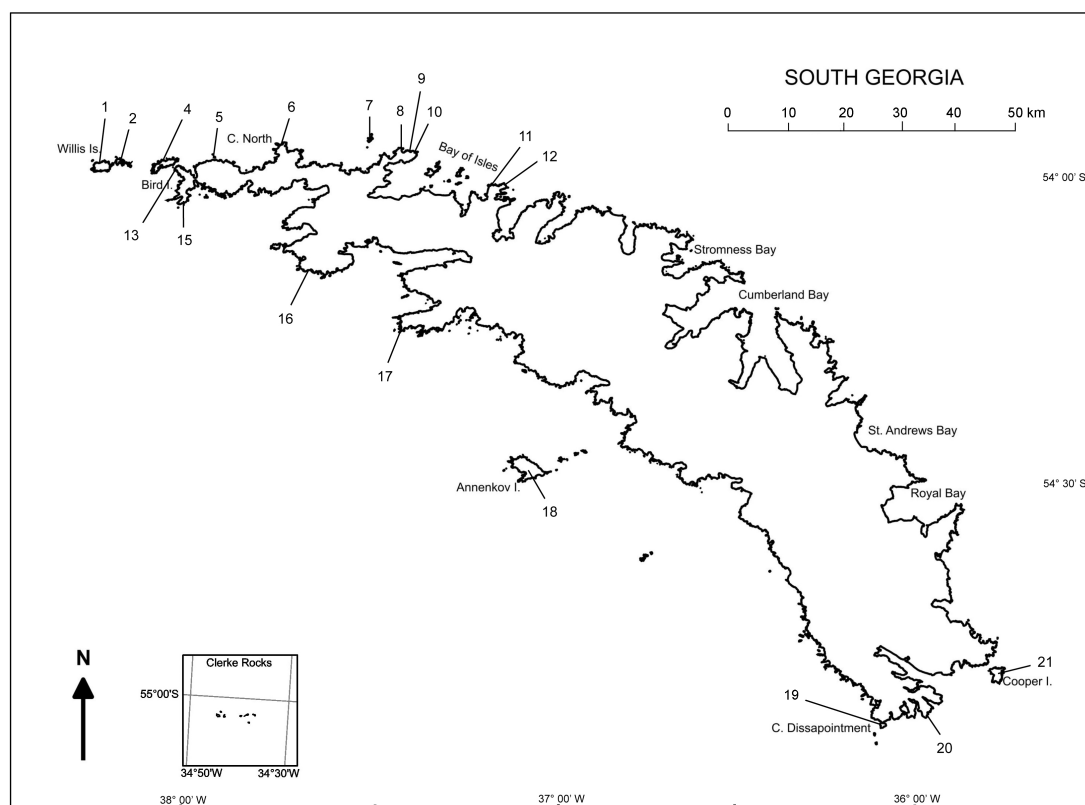 SOUTH GEORGIA
0 10 20 30 40 50 km
1 2 4 5 6 7 8 9 10 11 12
Willis Is.
C. North
Bay of Isles
Bird I.
54° 00' S
13 15
16
17
Stromness Bay
Cumberland Bay
St. Andrews Bay
Annenkov I.
18
54° 30' S
Royal Bay
N
Clerke Rocks
55°00'S
34°50'W 34°30'W
19
C. Dissapointment
20
21
Cooper I.
38° 00' W 37° 00' W 36° 00' W